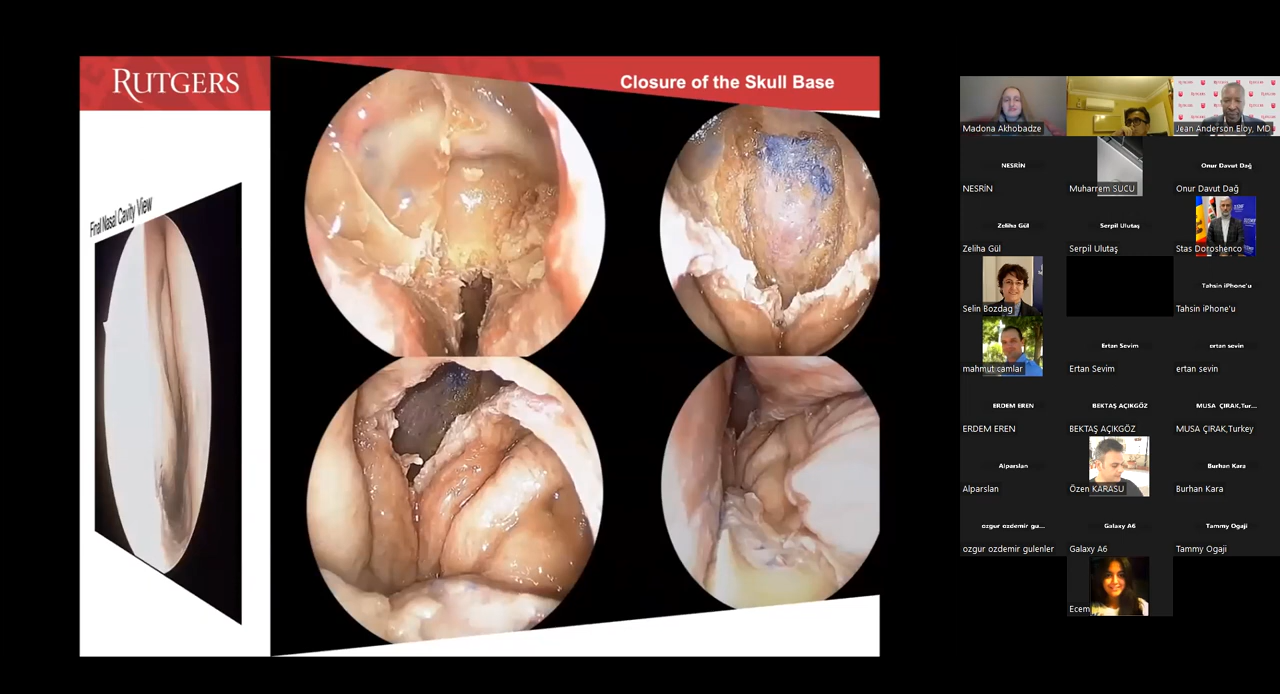 RUTGERS
Closure of the Skull Base
Final Nasal Cavity View
Madona Akhobadze
Jean Anderson Eloy, MD
NESRİN
NESRİN
Muharrem SUCU
Onur Davut Dağ
Onur Davut Dağ
Zeliha Gül
Zeliha Gül
Serpil Ulutaş
Serpil Ulutaş
Stas Doroshenco
Selin Bozdag
Tahsin iPhone'u
Tahsin iPhone'u
mahmut camlar
Ertan Sevim
Ertan Sevim
ertan sevin
ertan sevin
ERDEM EREN
ERDEM EREN
BEKTAŞ AÇIKGÖZ
BEKTAŞ AÇIKGÖZ
MUSA ÇIRAK,Tur...
MUSA ÇIRAK,Turkey
Alparslan
Alparslan
Özen KARASU
Burhan Kara
Burhan Kara
ozgur ozdemir gu...
ozgur ozdemir gulenler
Galaxy A6
Galaxy A6
Tammy Ogaji
Tammy Ogaji
Ecem